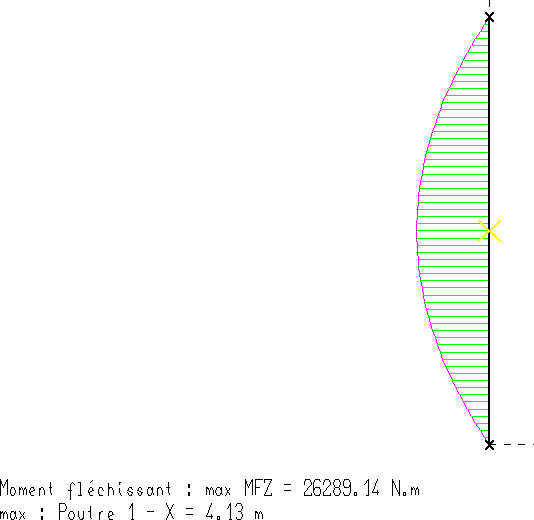 Moment fléchissant : max MFZ = 26289.14 N.m
max : Poutre 1 - X = 4.13 m